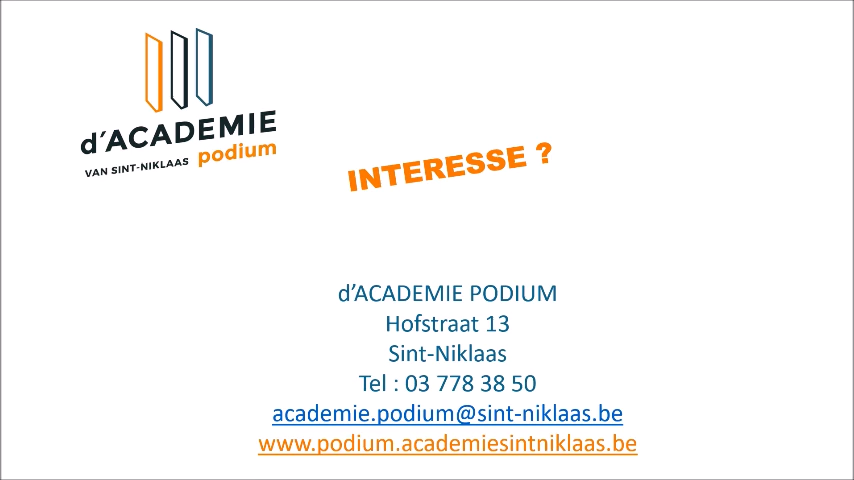 d'ACADEMIE
VAN SINT-NIKLAAS podium
INTERESSE ?
d'ACADEMIE PODIUM
Hofstraat 13
Sint-Niklaas
Tel : 03 778 38 50
academie.podium@sint-niklaas.be
www.podium.academiesintniklaas.be